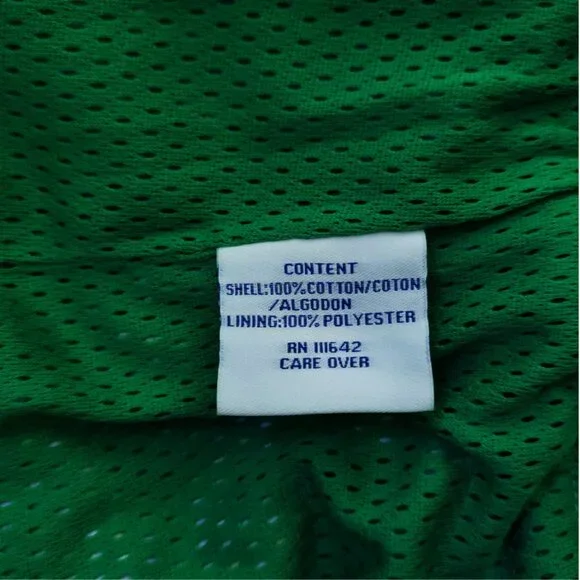 CONTENT
SHELL:100%COTTON/COTON
/ALGODON
LINING:100% POLYESTER
RN 111642
CARE OVER